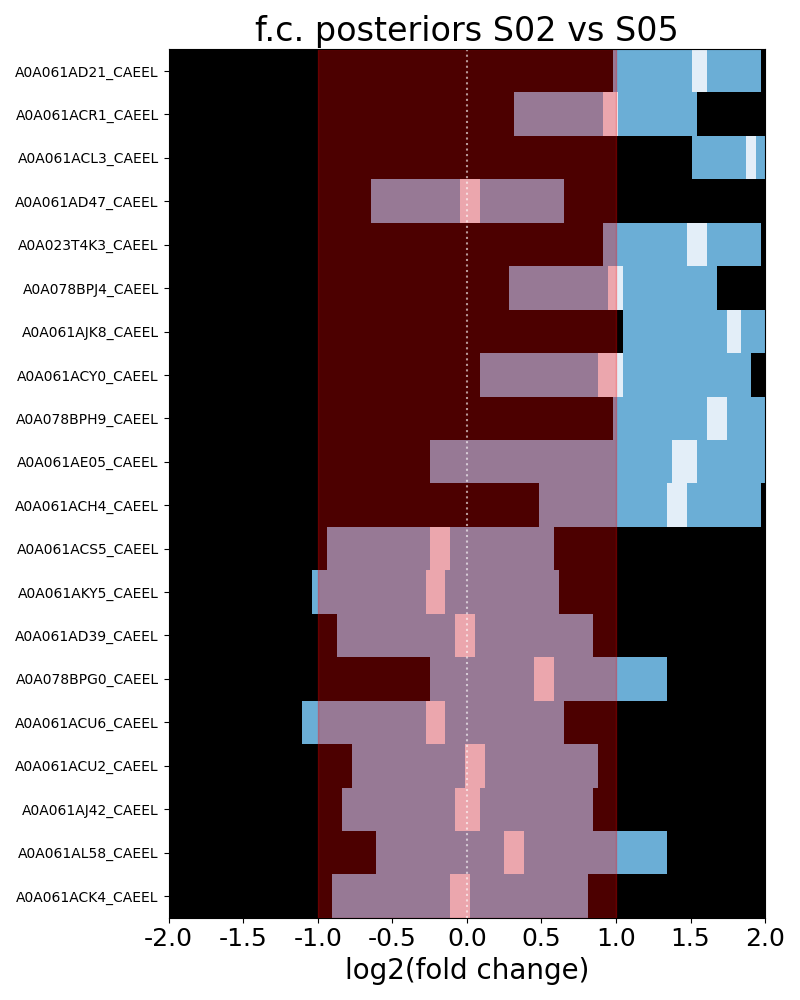 f.c. posteriors S02 vs S05
A0A061AD21_CAEEL
A0A061ACR1_CAEEL
A0A061ACL3_CAEEL
A0A061AD47_CAEEL
A0A023T4K3_CAEEL
A0A078BPJ4_CAEEL
A0A061AJK8_CAEEL
A0A061ACY0_CAEEL
A0A078BPH9_CAEEL
A0A061AE05_CAEEL
A0A061ACH4_CAEEL
A0A061ACS5_CAEEL
A0A061AKY5_CAEEL
A0A061AD39_CAEEL
A0A078BPG0_CAEEL
A0A061ACU6_CAEEL
A0A061ACU2_CAEEL
A0A061AJ42_CAEEL
A0A061AL58_CAEEL
A0A061ACK4_CAEEL
-2.0 -1.5 -1.0 -0.5 0.0 0.5 1.0 1.5 2.0
log2(fold change)